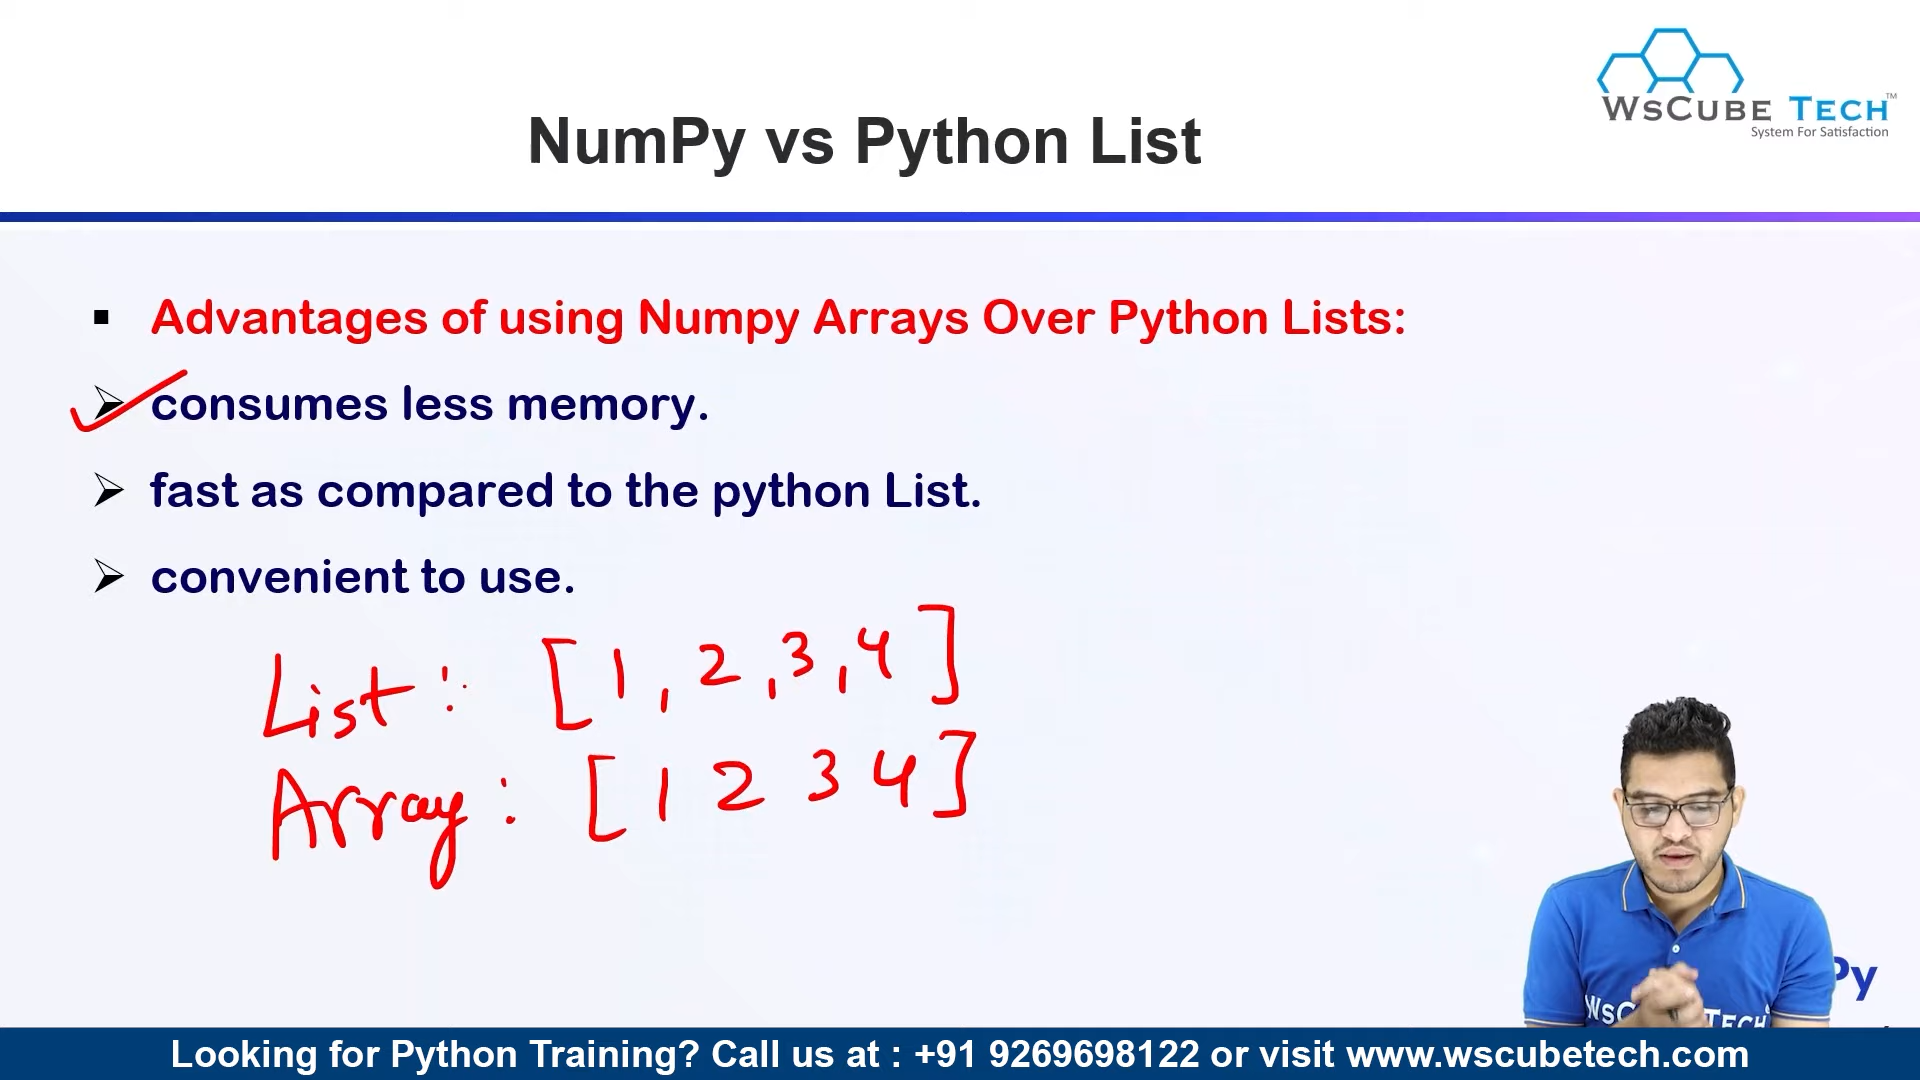 WsCube Tech™
System For Satisfaction
NumPy vs Python List
Advantages of using Numpy Arrays Over Python Lists:
consumes less memory.
fast as compared to the python List.
convenient to use.
List : [ 1 , 2 , 3 , 4 ]
Array : [ 1 2 3 4 ]
Py
WsC TECH
Looking for Python Training? Call us at : +91 9269698122 or visit www.wscubetech.com